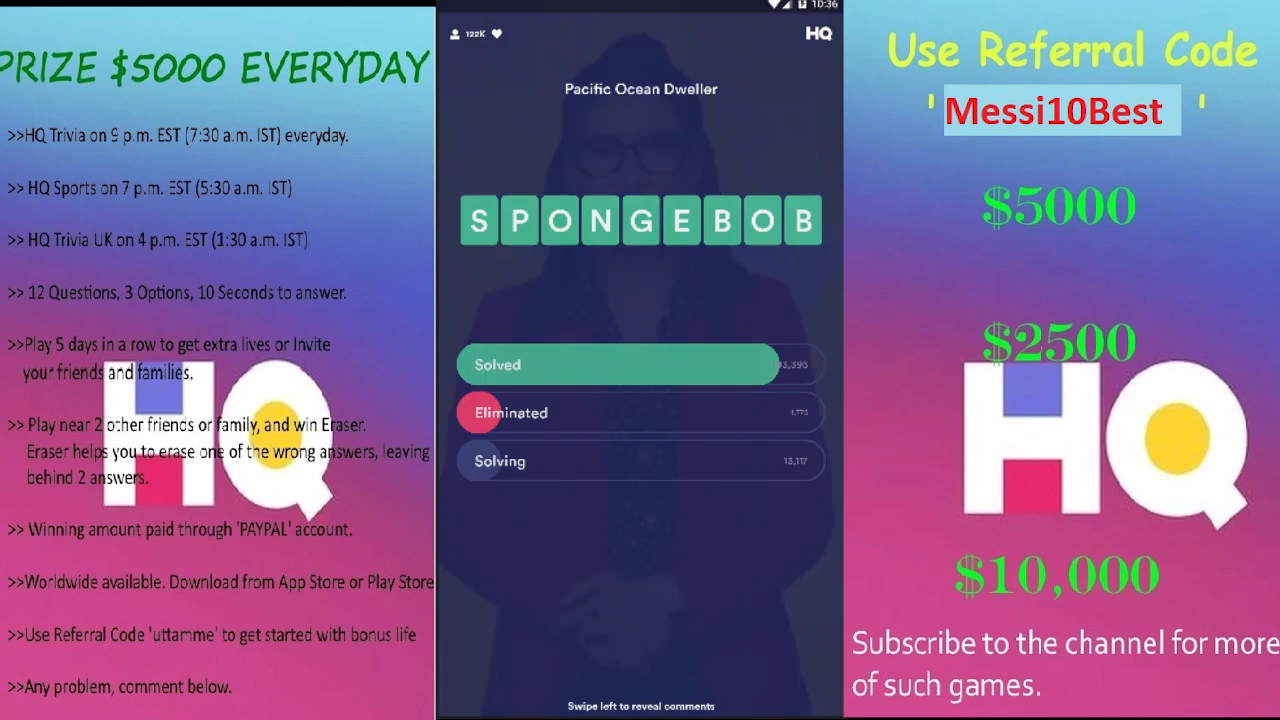 PRIZE $5000 EVERYDAY
>>HQ Trivia on 9 p.m. EST (7:30 a.m. IST) everyday.
>> HQ Sports on 7 p.m. EST (5:30 a.m. IST)
>> HQ Trivia UK on 4 p.m. EST (1:30 a.m. IST)
>> 12 Questions, 3 Options, 10 Seconds to answer.
>>Play 5 days in a row to get extra lives or Invite
your friends and families.
>> Play near 2 other friends or family, and win Eraser.
Eraser helps you to erase one of the wrong answers, leaving
behind 2 answers.
HQ
>> Winning amount paid through 'PAYPAL' account.
>>Worldwide available. Download from App Store or Play Store
>>Use Referral Code 'uttamme' to get started with bonus life
>>Any problem, comment below.
10:36
122K
HQ
Pacific Ocean Dweller
SPONGEBOB
Solved
Eliminated
Solving 13,117
Swipe left to reveal comments
Use Referral Code
' Messi10Best '
$5000
$2500
HQ
$10,000
Subscribe to the channel for more
of such games.